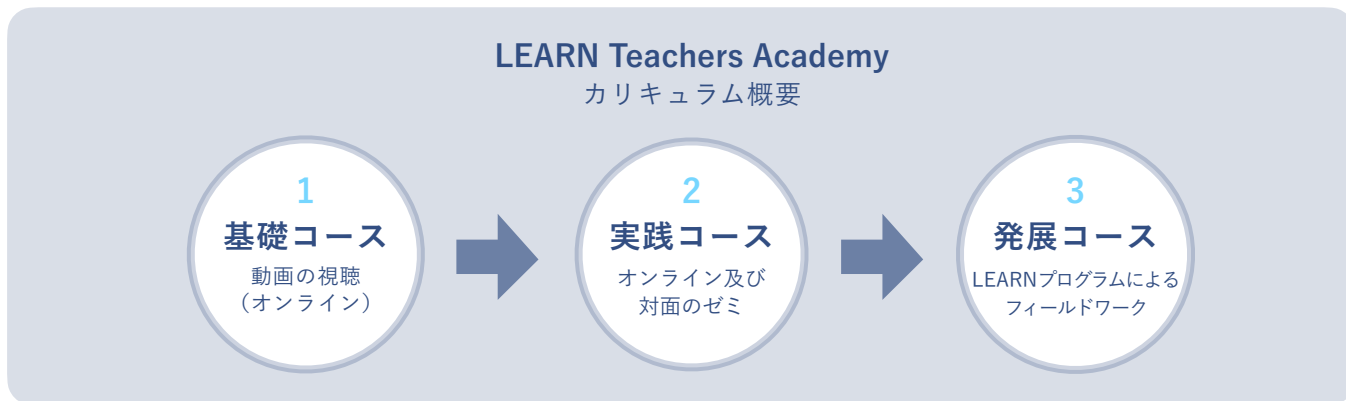 LEARN Teachers Academy
カリキュラム概要
1
基礎コース
動画の視聴
（オンライン）
2
実践コース
オンライン及び
対面のゼミ
3
発展コース
LEARNプログラムによる
フィールドワーク